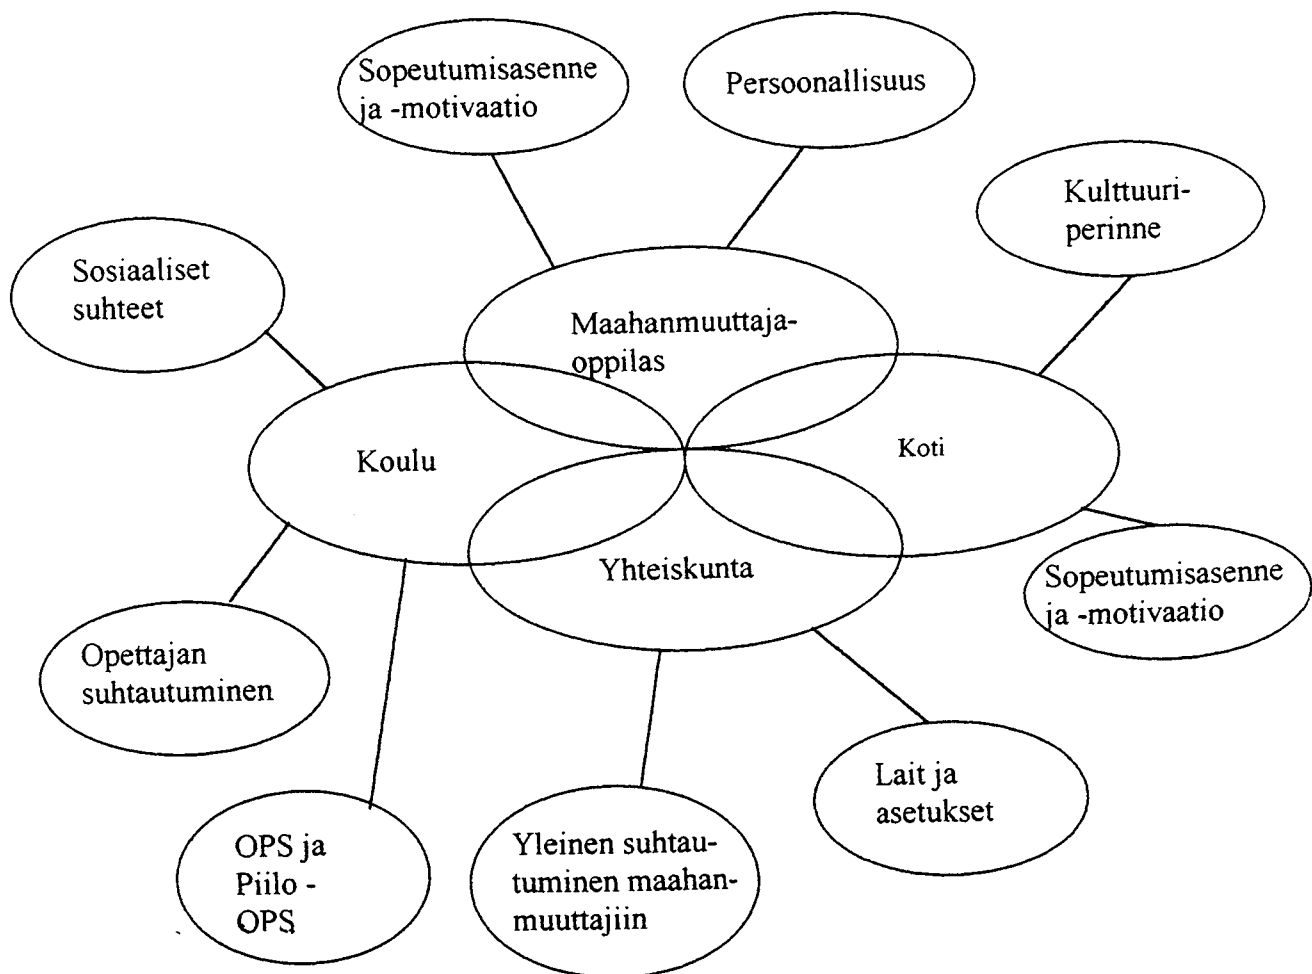 Sopeutumisasenne
ja -motivaatio
Persoonallisuus
Kulttuuri-
perinne
Sosiaaliset
suhteet
Maahanmuuttaja-
oppilas
Koulu
Koti
Yhteiskunta
Sopeutumisasenne
ja -motivaatio
Opettajan
suhtautuminen
Lait ja
asetukset
OPS ja
Piilo -
OPS
Yleinen suhtau-
tuminen maahan-
muuttajiin